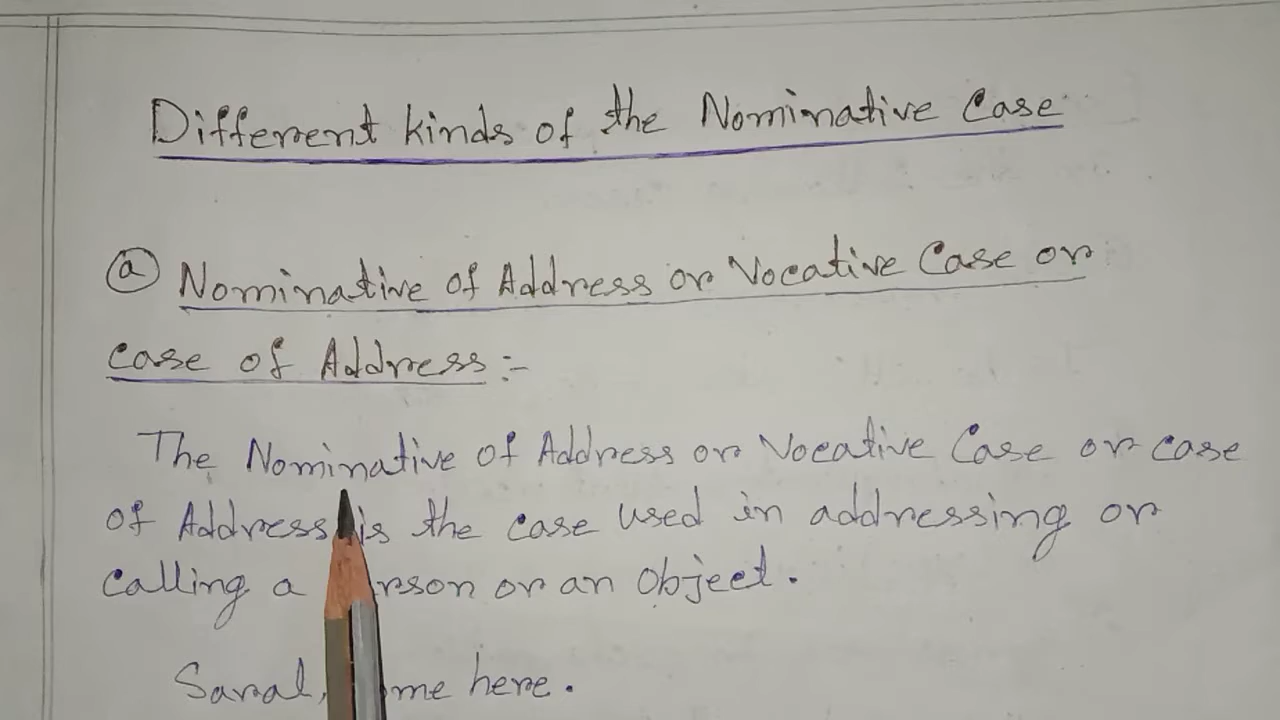 Different kinds of the Nominative Case
(a) Nominative of Address or Vocative Case or
case of Address :-
The Nominative of Address or Vocative Case or case
of Address is the case used in addressing or
calling a rson or an object.
Saral, me here.